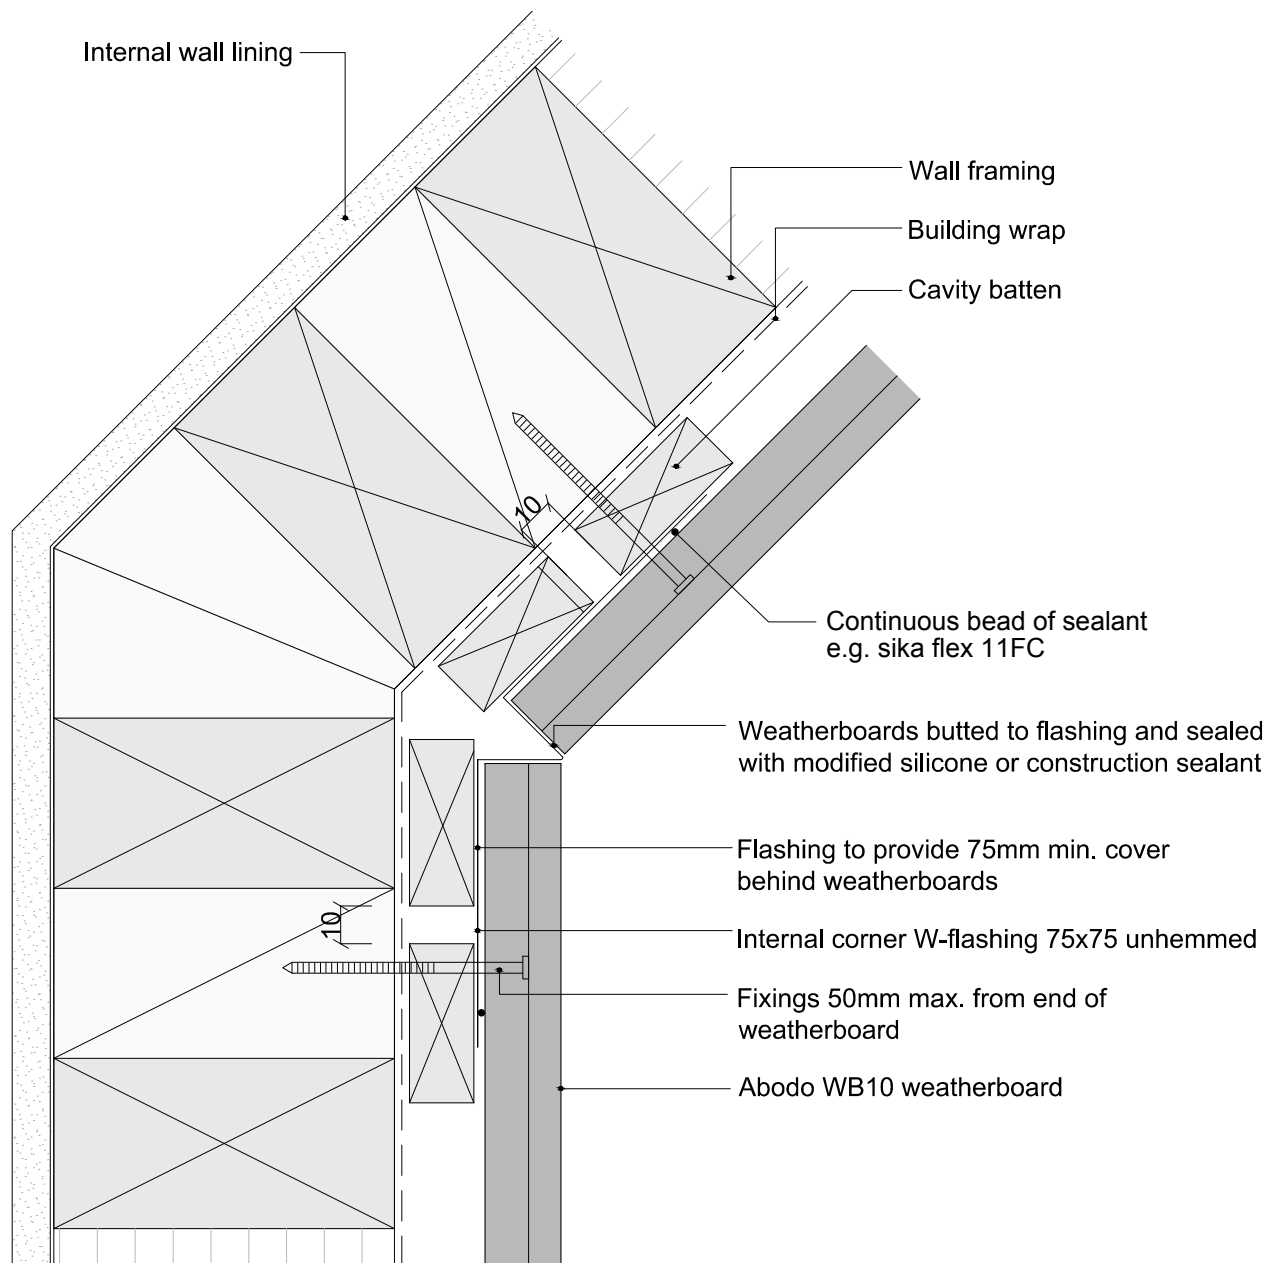 Internal wall lining
Wall framing
Building wrap
Cavity batten
10
Continuous bead of sealant
e.g. sika flex 11FC
Weatherboards butted to flashing and sealed
with modified silicone or construction sealant
Flashing to provide 75mm min. cover
behind weatherboards
10
Internal corner W-flashing 75x75 unhemmed
Fixings 50mm max. from end of
weatherboard
Abodo WB10 weatherboard